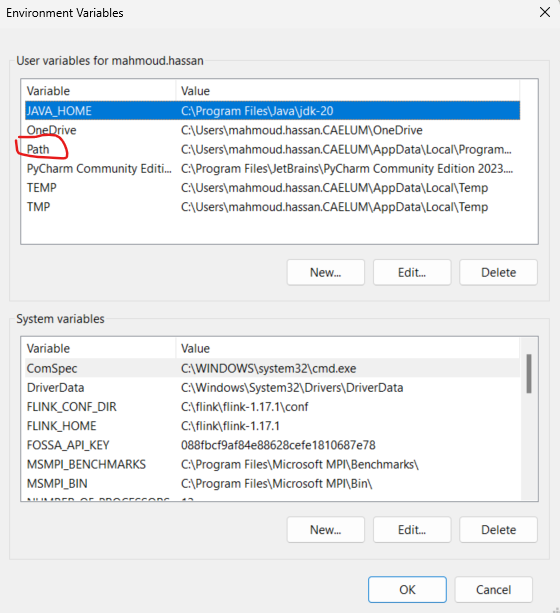 Environment Variables
User variables for mahmoud.hassan
Variable Value
JAVA_HOME C:\Program Files\Java\jdk-20
OneDrive C:\Users\mahmoud.hassan.CAELUM\OneDrive
Path C:\Users\mahmoud.hassan.CAELUM\AppData\Local\Program...
PyCharm Community Editi... C:\Program Files\JetBrains\PyCharm Community Edition 2023....
TEMP C:\Users\mahmoud.hassan.CAELUM\AppData\Local\Temp
TMP C:\Users\mahmoud.hassan.CAELUM\AppData\Local\Temp
New... Edit... Delete
System variables
Variable Value
ComSpec C:\WINDOWS\system32\cmd.exe
DriverData C:\Windows\System32\Drivers\DriverData
FLINK_CONF_DIR C:\flink\flink-1.17.1\conf
FLINK_HOME C:\flink\flink-1.17.1
FOSSA_API_KEY 088fbcf9af84e88628cefe1810687e78
MSMPI_BENCHMARKS C:\Program Files\Microsoft MPI\Benchmarks\
MSMPI_BIN C:\Program Files\Microsoft MPI\Bin\
NUMBER_OF_PROCESSORS 12
New... Edit... Delete
OK Cancel